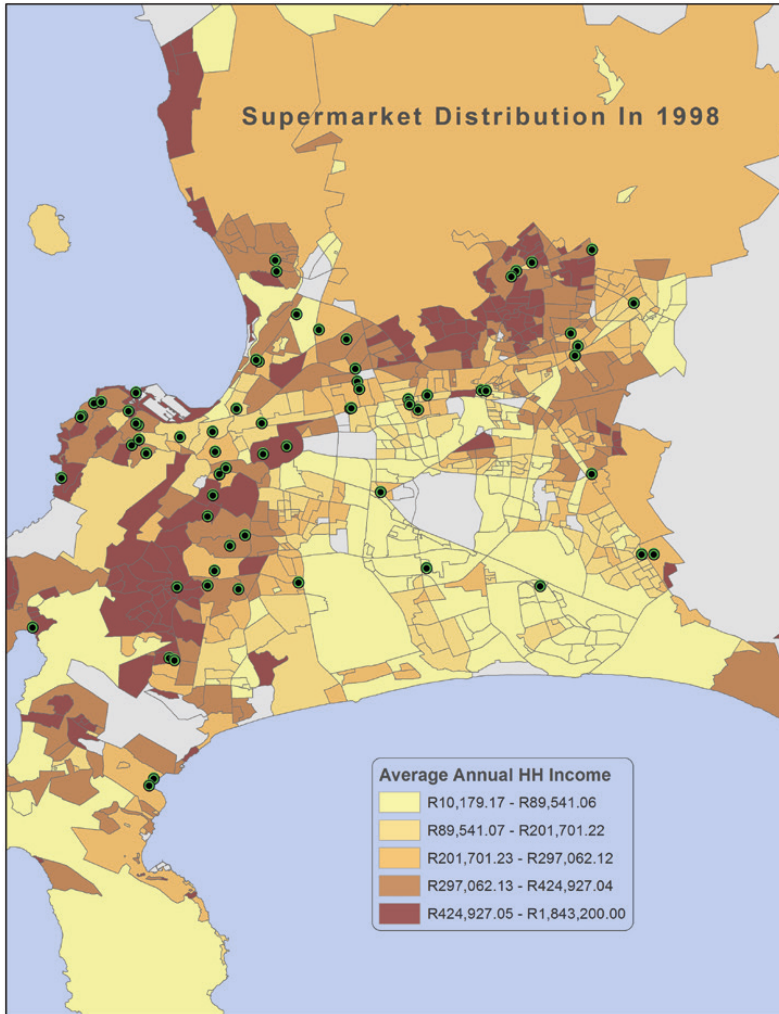 Supermarket Distribution In 1998
Average Annual HH Income
R10,179.17 - R89,541.06
R89,541.07 - R201,701.22
R201,701.23 - R297,062.12
R297,062.13 - R424,927.04
R424,927.05 - R1,843,200.00